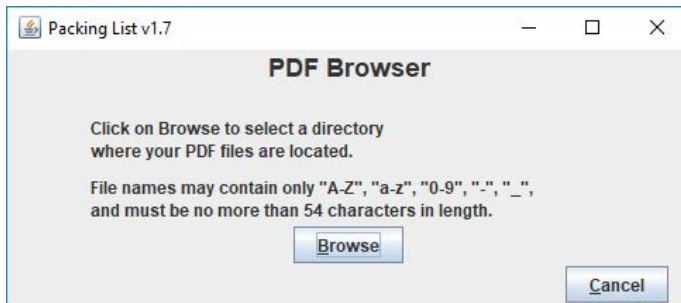 Packing List v1.7
PDF Browser
Click on Browse to select a directory
where your PDF files are located.
File names may contain only "A-Z", "a-z", "0-9", "-", "_",
and must be no more than 54 characters in length.
Browse
Cancel